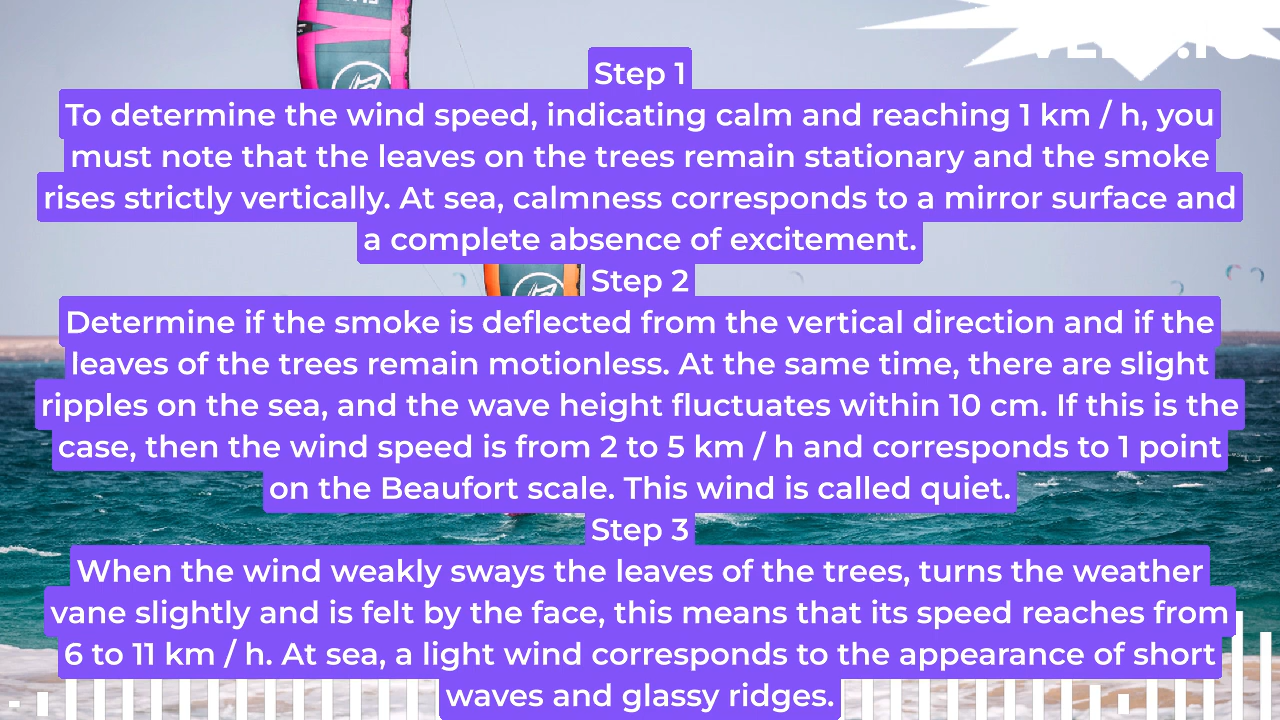 Step 1
To determine the wind speed, indicating calm and reaching 1 km / h, you
must note that the leaves on the trees remain stationary and the smoke
rises strictly vertically. At sea, calmness corresponds to a mirror surface and
a complete absence of excitement.
Step 2
Determine if the smoke is deflected from the vertical direction and if the
leaves of the trees remain motionless. At the same time, there are slight
ripples on the sea, and the wave height fluctuates within 10 cm. If this is the
case, then the wind speed is from 2 to 5 km / h and corresponds to 1 point
on the Beaufort scale. This wind is called quiet.
Step 3
When the wind weakly sways the leaves of the trees, turns the weather
vane slightly and is felt by the face, this means that its speed reaches from
6 to 11 km / h. At sea, a light wind corresponds to the appearance of short
waves and glassy ridges.